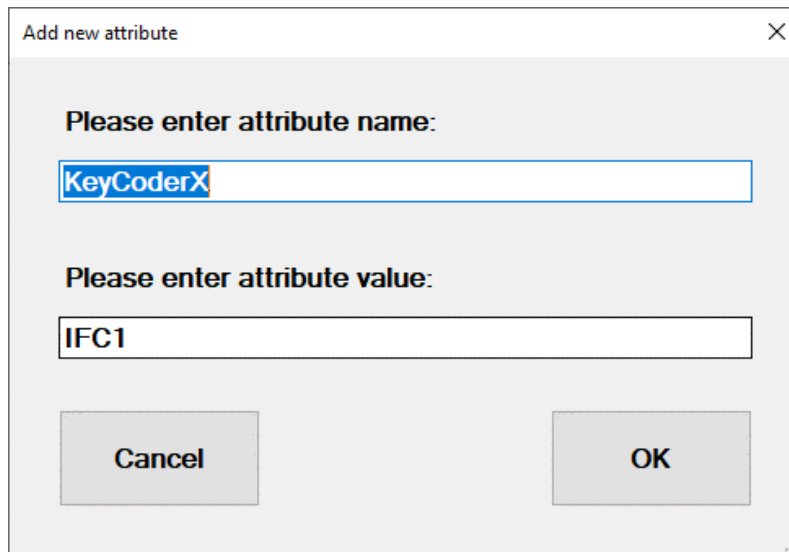 Add new attribute
Please enter attribute name:
KeyCoderX
Please enter attribute value:
IFC1
Cancel
OK